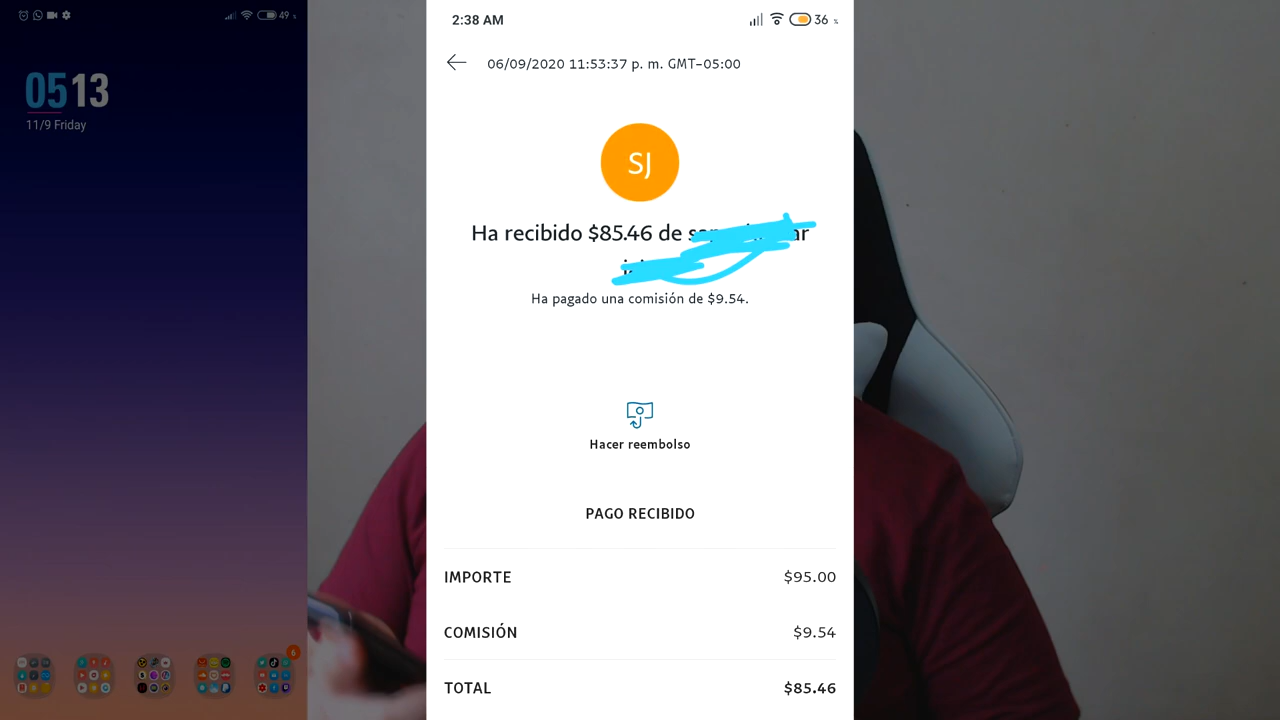 49 %
0513
11/9 Friday
6
2:38 AM
36 %
06/09/2020 11:53:37 p. m. GMT-05:00
SJ
Ha recibido $85.46 de
Ha pagado una comisión de $9.54.
Hacer reembolso
PAGO RECIBIDO
IMPORTE $95.00
COMISIÓN $9.54
TOTAL $85.46